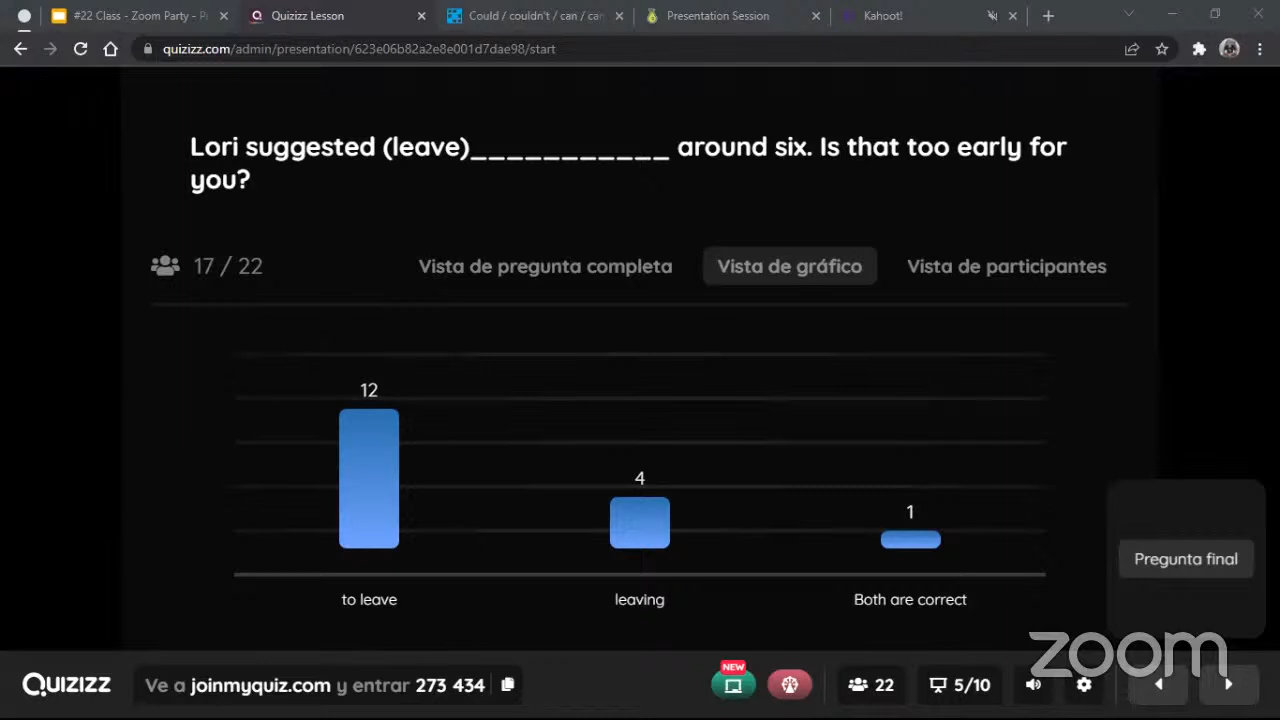 #22 Class - Zoom Party - P
Quizizz Lesson
Could / couldn't / can / ca
Presentation Session
Kahoot!
quizizz.com/admin/presentation/623e06b82a2e8e001d7dae98/start
Lori suggested (leave)___________ around six. Is that too early for
you?
17 / 22
Vista de pregunta completa
Vista de gráfico
Vista de participantes
12
4
1
to leave
leaving
Both are correct
Pregunta final
zoom
Quizizz
Ve a joinmyquiz.com y entrar 273 434
NEW
22
5/10